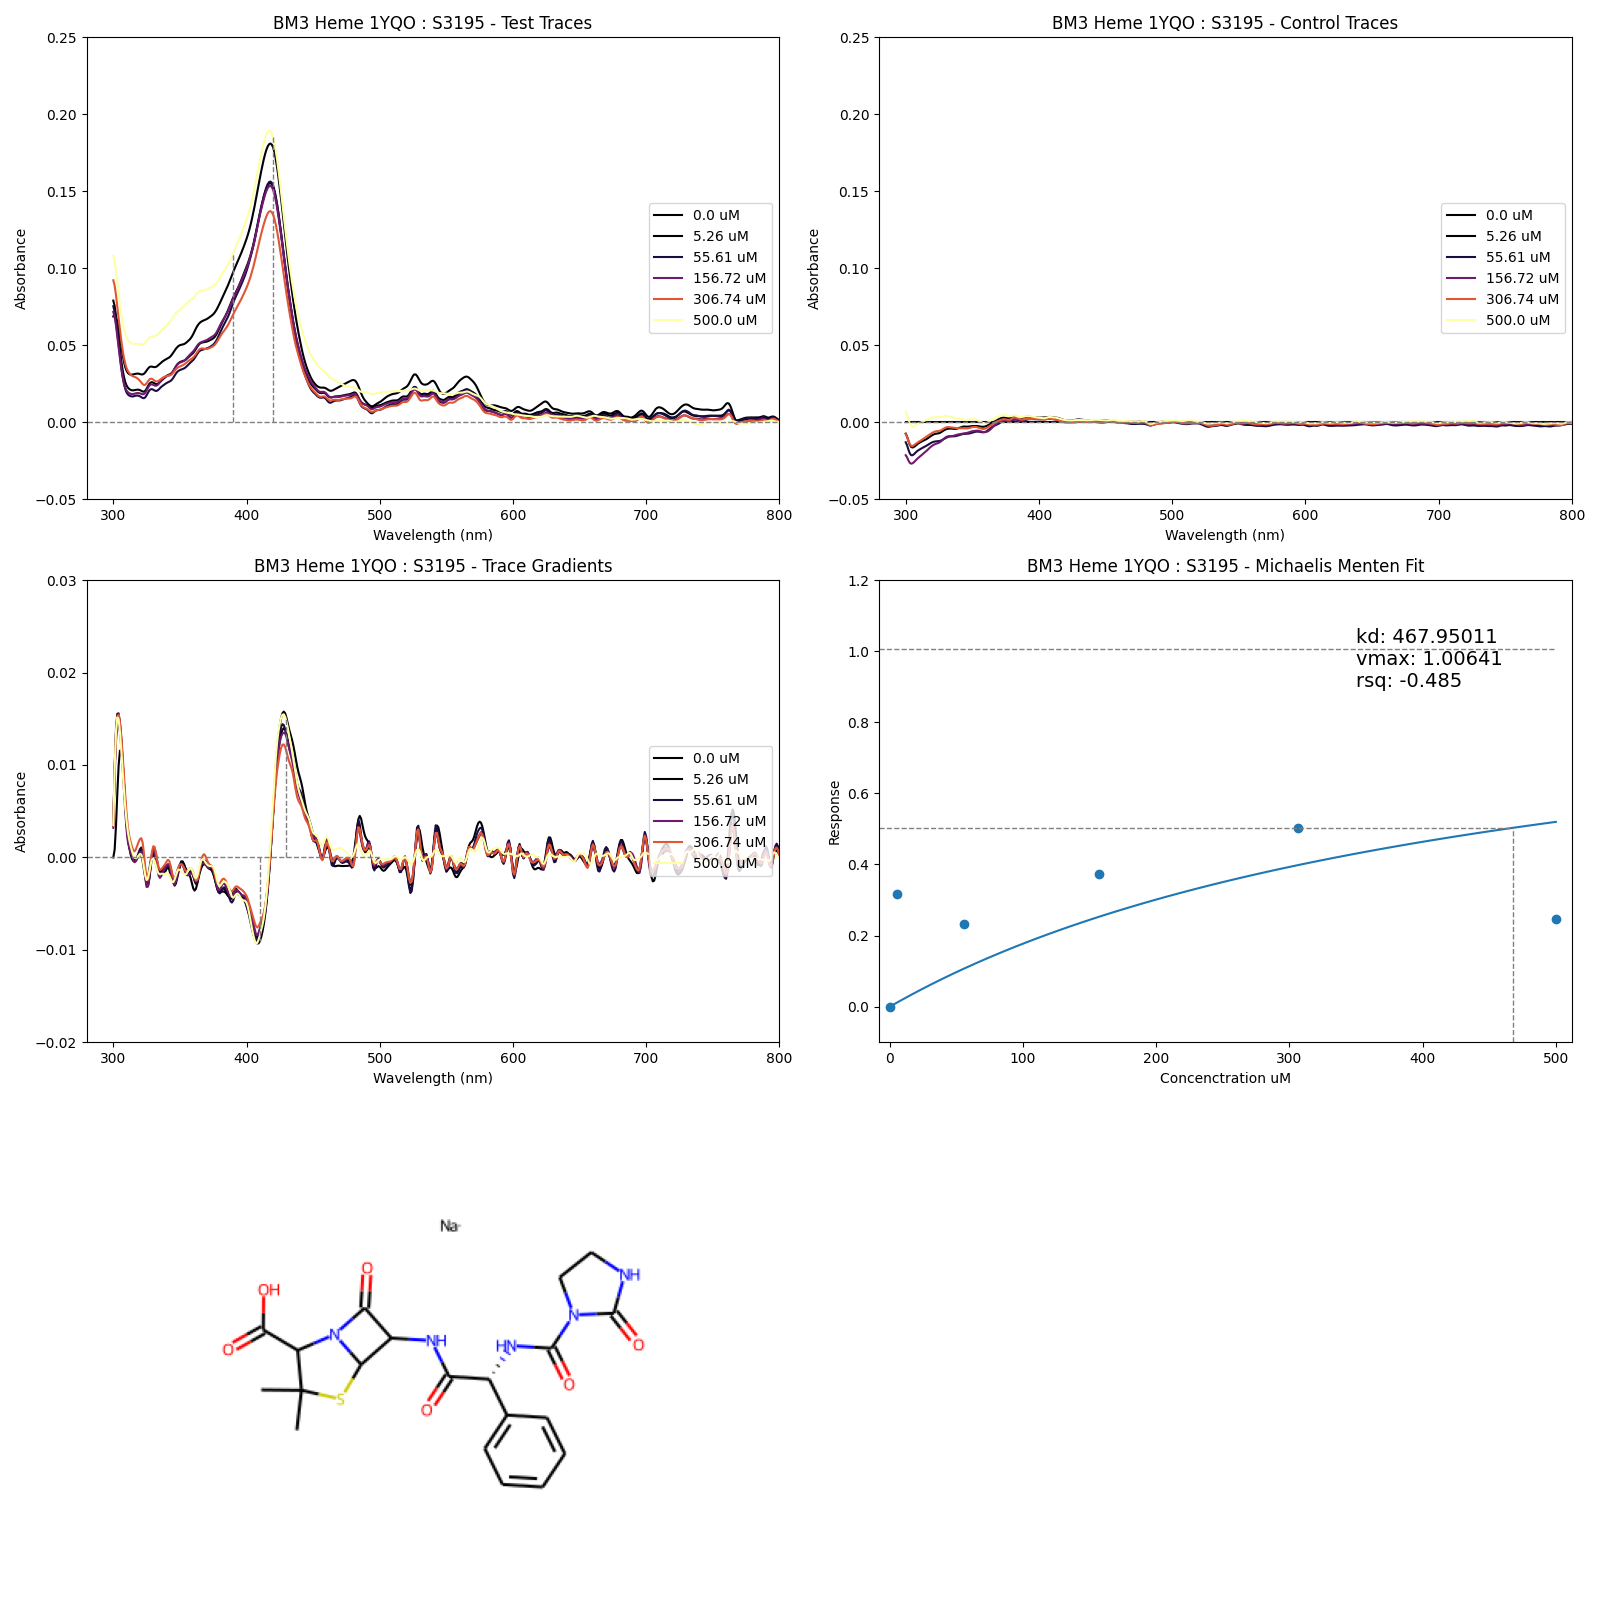 BM3 Heme 1YQO : S3195 - Test Traces
0.25
0.20
0.15
0.10
0.05
0.00
−0.05
Absorbance
300
400
500
600
700
800
Wavelength (nm)
0.0 uM
5.26 uM
55.61 uM
156.72 uM
306.74 uM
500.0 uM
BM3 Heme 1YQO : S3195 - Control Traces
0.25
0.20
0.15
0.10
0.05
0.00
−0.05
Absorbance
300
400
500
600
700
800
Wavelength (nm)
0.0 uM
5.26 uM
55.61 uM
156.72 uM
306.74 uM
500.0 uM
BM3 Heme 1YQO : S3195 - Trace Gradients
0.03
0.02
0.01
0.00
−0.01
−0.02
Absorbance
300
400
500
600
700
800
Wavelength (nm)
0.0 uM
5.26 uM
55.61 uM
156.72 uM
306.74 uM
500.0 uM
BM3 Heme 1YQO : S3195 - Michaelis Menten Fit
1.2
1.0
0.8
0.6
0.4
0.2
0.0
Response
0
100
200
300
400
500
Concenctration uM
kd: 467.95011
vmax: 1.00641
rsq: -0.485
Na
O
OH
NH
N
N
NH
HN
O
O
S
O
O